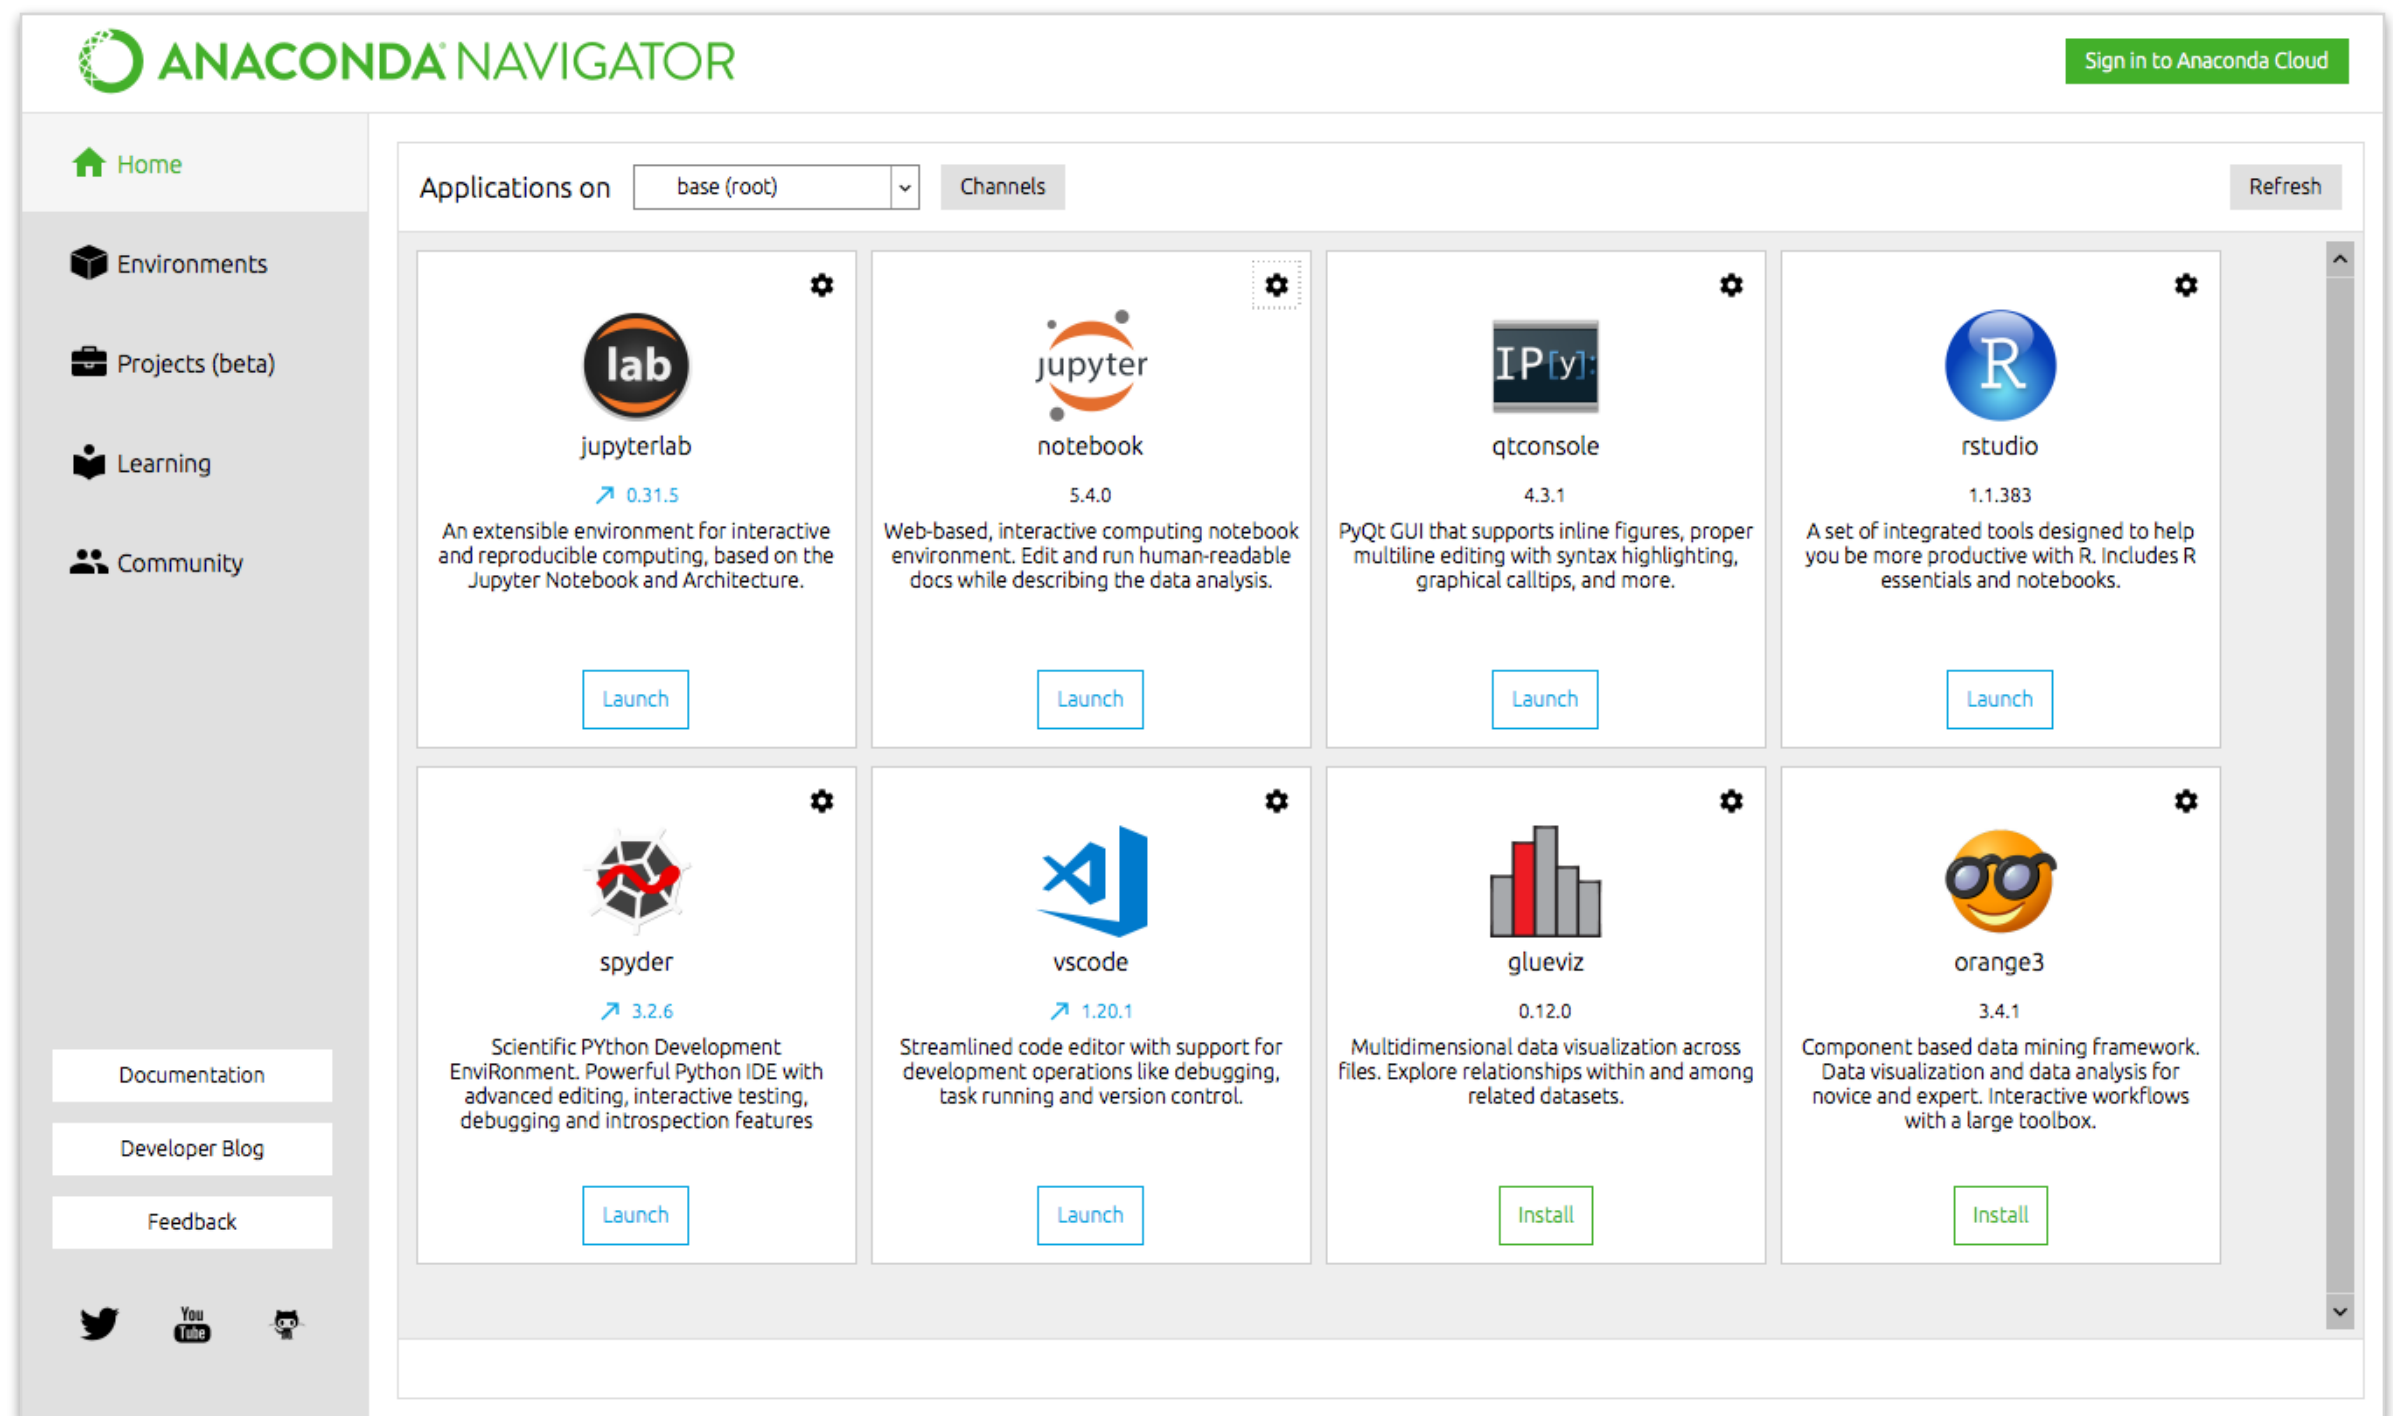 ANACONDA NAVIGATOR
Sign in to Anaconda Cloud
Home
Environments
Projects (beta)
Learning
Community
Documentation
Developer Blog
Feedback
You
Tube
Applications on
base (root)
Channels
Refresh
lab
jupyterlab
0.31.5
An extensible environment for interactive
and reproducible computing, based on the
Jupyter Notebook and Architecture.
Launch
jupyter
notebook
5.4.0
Web-based, interactive computing notebook
environment. Edit and run human-readable
docs while describing the data analysis.
Launch
IP[y]:
qtconsole
4.3.1
PyQt GUI that supports inline figures, proper
multiline editing with syntax highlighting,
graphical calltips, and more.
Launch
R
rstudio
1.1.383
A set of integrated tools designed to help
you be more productive with R. Includes R
essentials and notebooks.
Launch
spyder
3.2.6
Scientific PYthon Development
EnviRonment. Powerful Python IDE with
advanced editing, interactive testing,
debugging and introspection features
Launch
vscode
1.20.1
Streamlined code editor with support for
development operations like debugging,
task running and version control.
Launch
glueviz
0.12.0
Multidimensional data visualization across
files. Explore relationships within and among
related datasets.
Install
orange3
3.4.1
Component based data mining framework.
Data visualization and data analysis for
novice and expert. Interactive workflows
with a large toolbox.
Install